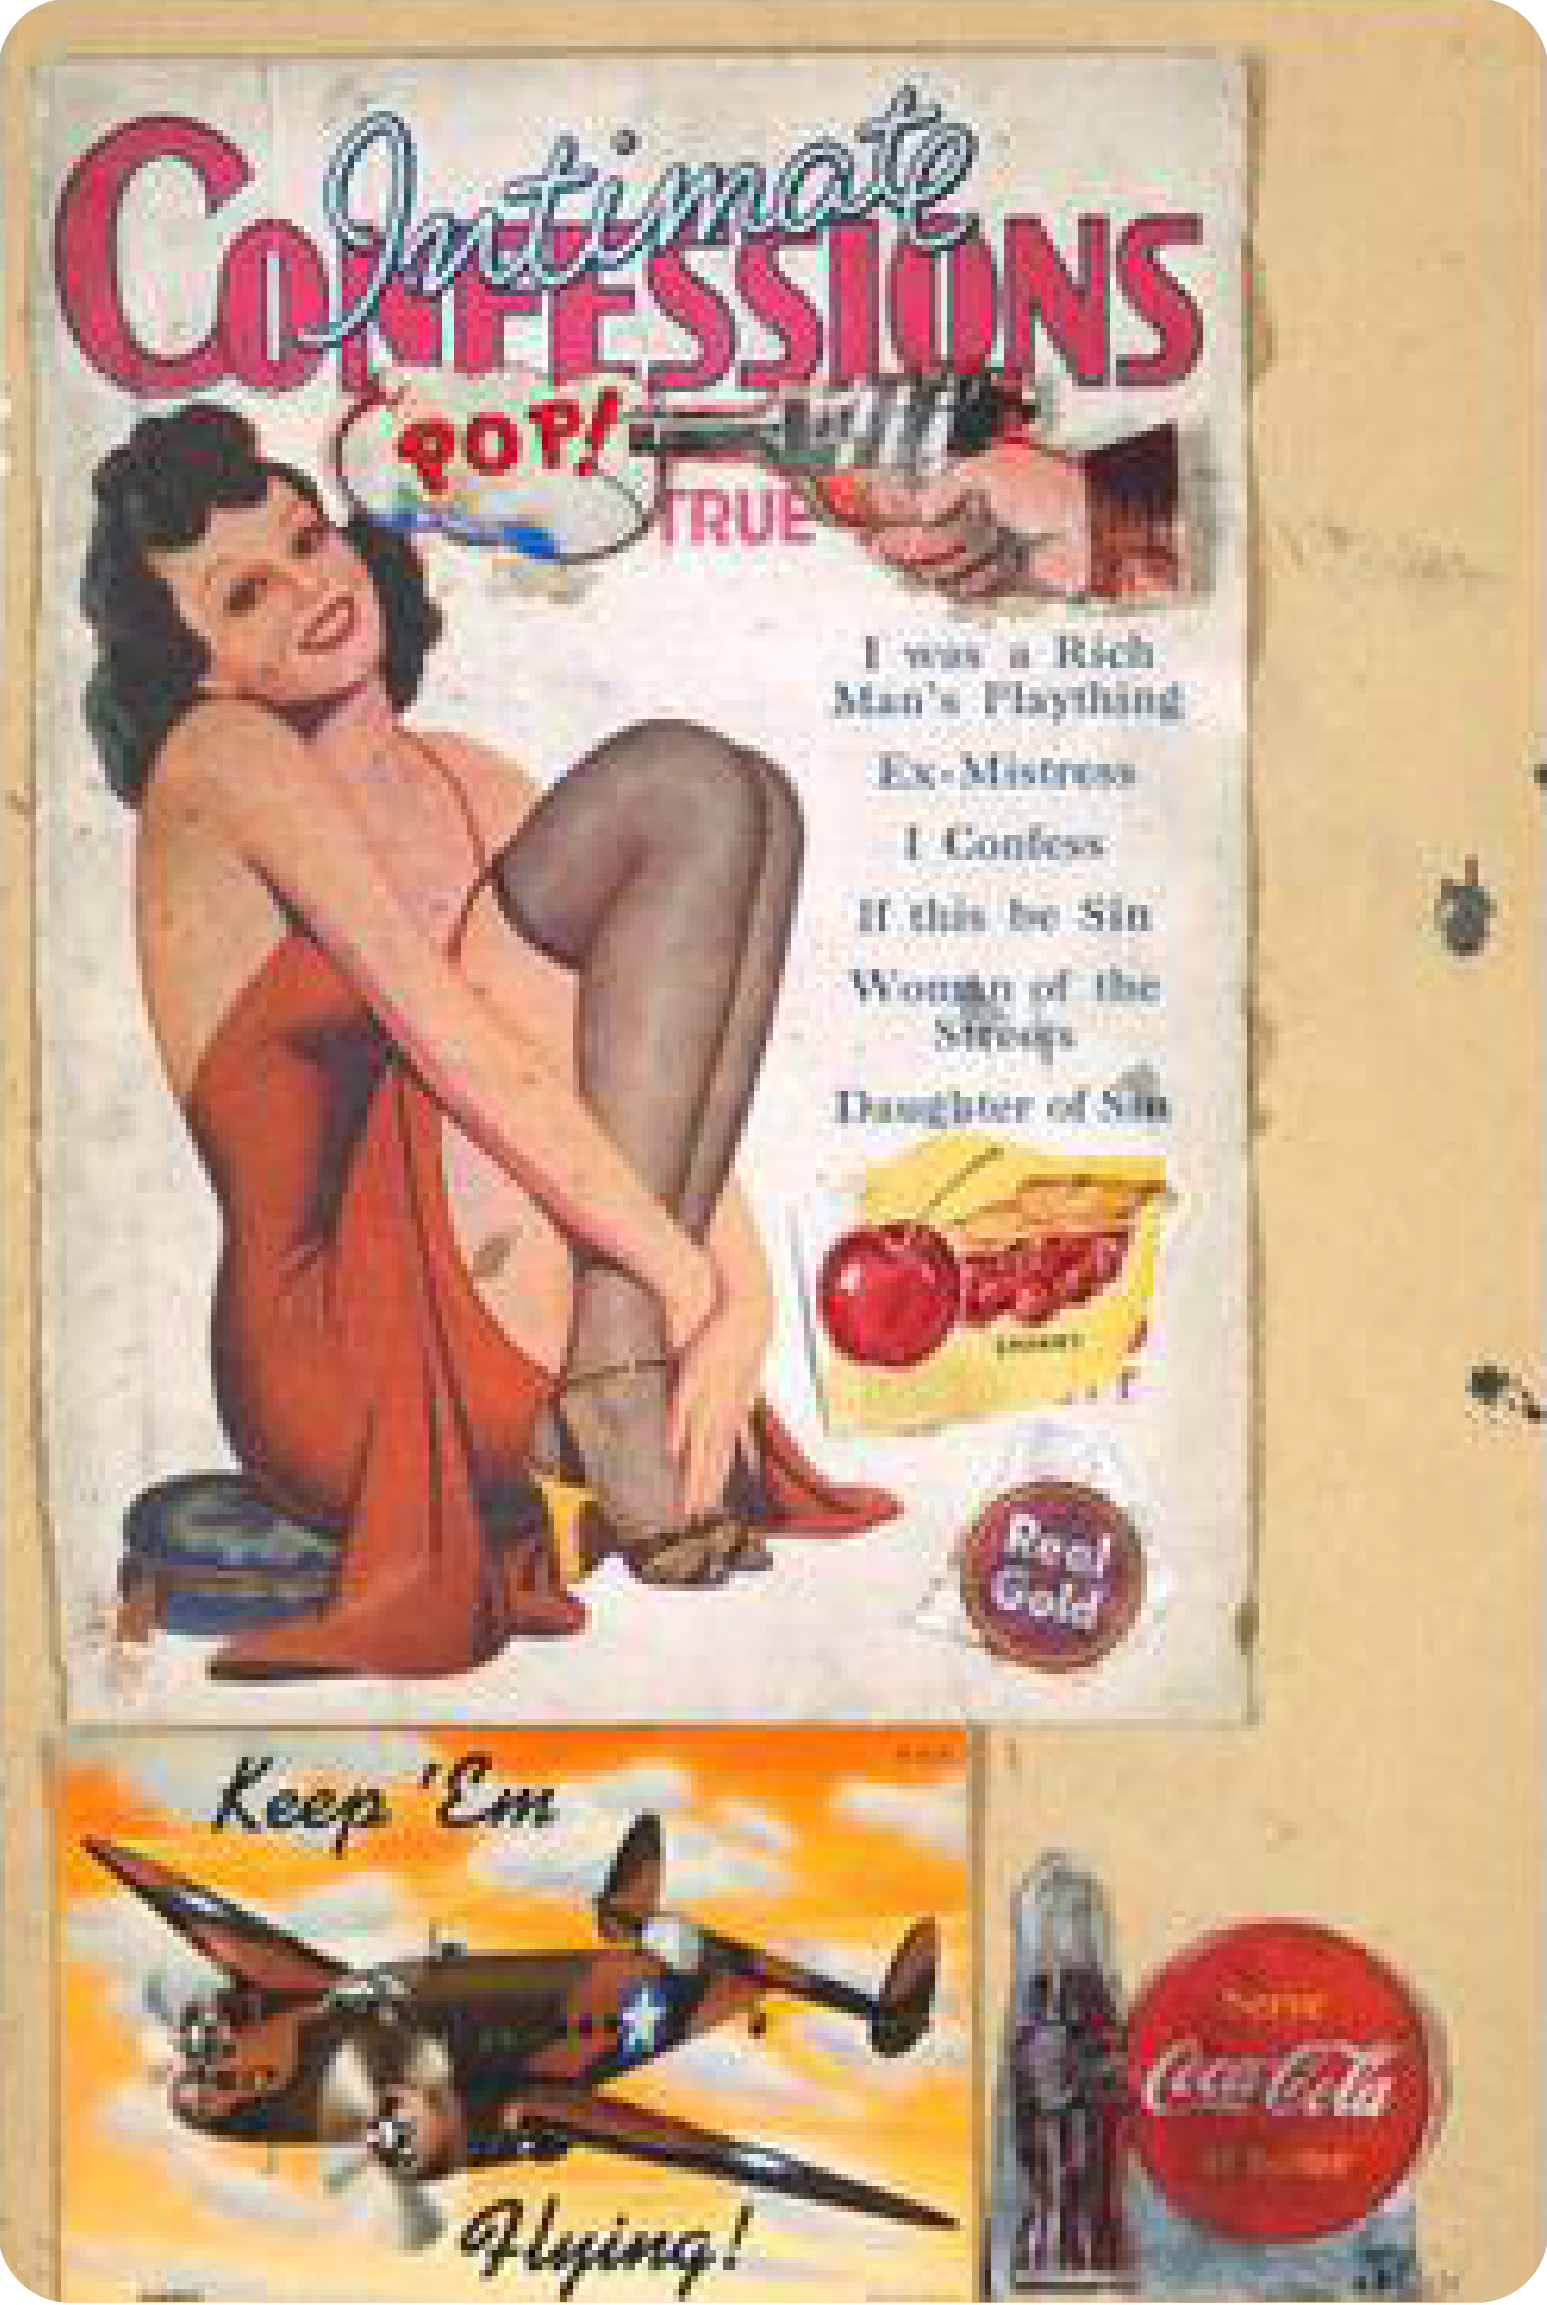 Intimate
CONFESSIONS
POP!
TRUE
I was a Rich
Man's Plaything
Ex-Mistress
I Confess
If this be Sin
Woman of the
Streets
Daughter of Sin
Real
Gold
Keep 'Em
Flying!
Serve
Coca-Cola